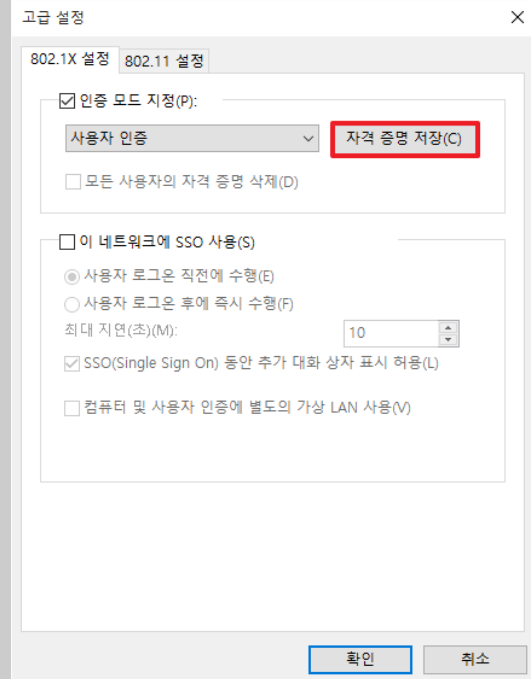 고급 설정
802.1X 설정 802.11 설정
인증 모드 지정(P):
사용자 인증 자격 증명 저장(C)
모든 사용자의 자격 증명 삭제(D)
이 네트워크에 SSO 사용(S)
사용자 로그온 직전에 수행(E)
사용자 로그온 후에 즉시 수행(F)
최대 지연(초)(M): 10
SSO(Single Sign On) 동안 추가 대화 상자 표시 허용(L)
컴퓨터 및 사용자 인증에 별도의 가상 LAN 사용(V)
확인 취소